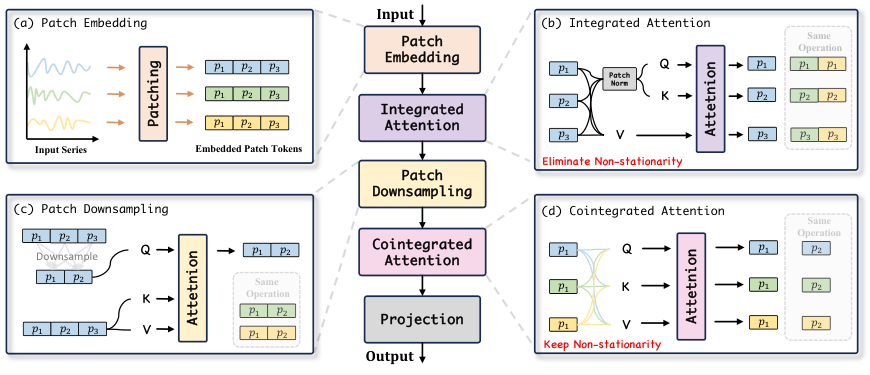 (a) Patch Embedding
Patching
p1 p2 p3
p1 p2 p3
p1 p2 p3
Input Series
Embedded Patch Tokens
Input
Patch
Embedding
Integrated
Attention
Patch
Downsampling
Cointegrated
Attention
Projection
Output
(b) Integrated Attention
p1
p2
p3
Patch
Norm
Q
K
V
Attetnion
p1
p2
p3
Same
Operation
p1 p1
p2 p2
p3 p3
Eliminate Non-stationarity
(c) Patch Downsampling
p1 p2 p3
Downsample
p1 p2
p1 p2 p3
Q
K
V
Attetnion
p1 p2
Same
Operation
p1 p2
p1 p2
(d) Cointegrated Attention
p1
p1
p1
Q
K
V
Attetnion
p1
p1
p1
Same
Operation
p2
p2
p2
Keep Non-stationarity